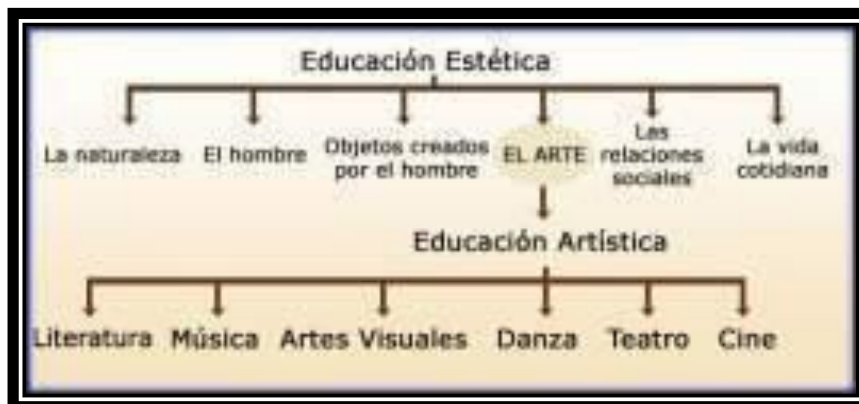 Educación Estética
La naturaleza
El hombre
Objetos creados
por el hombre
EL ARTE
Las
relaciones
sociales
La vida
cotidiana
Educación Artística
Literatura
Música
Artes Visuales
Danza
Teatro
Cine